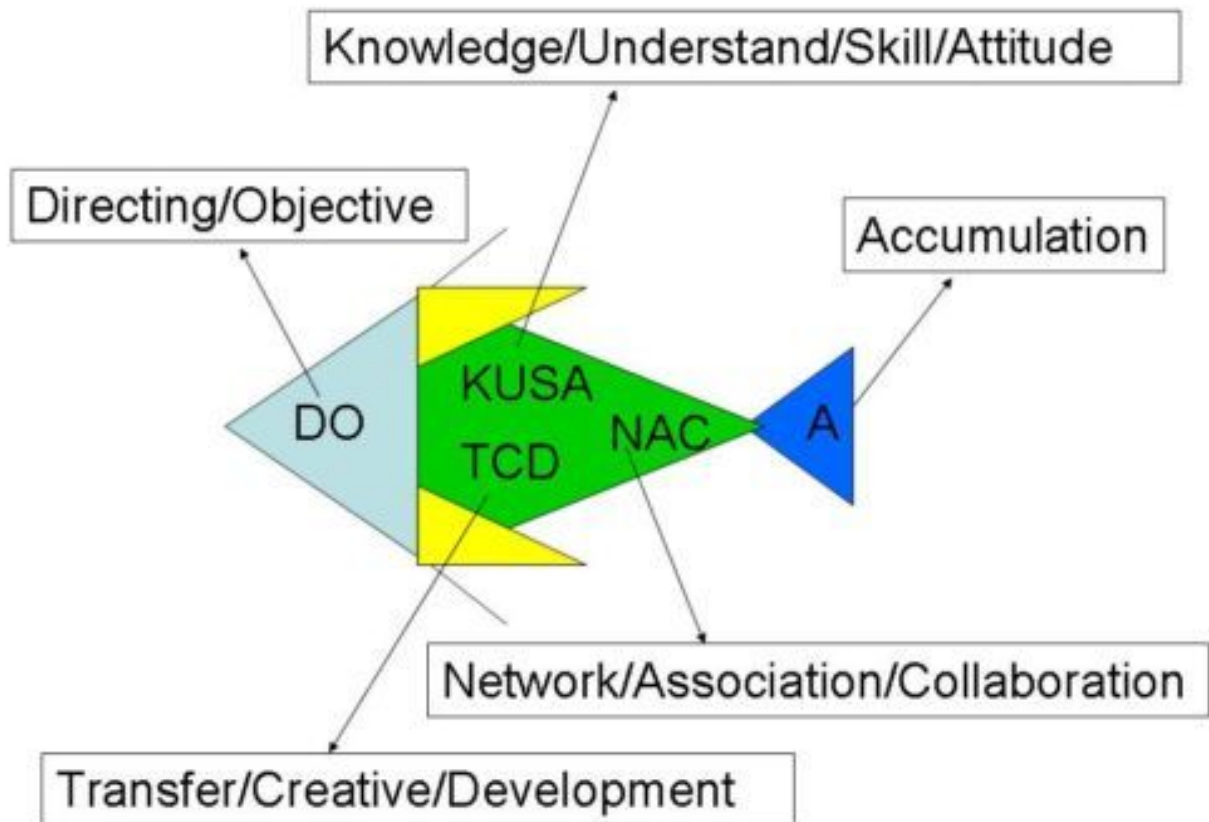 Knowledge/Understand/Skill/Attitude
Directing/Objective
Accumulation
KUSA
DO
NAC
A
TCD
Network/Association/Collaboration
Transfer/Creative/Development